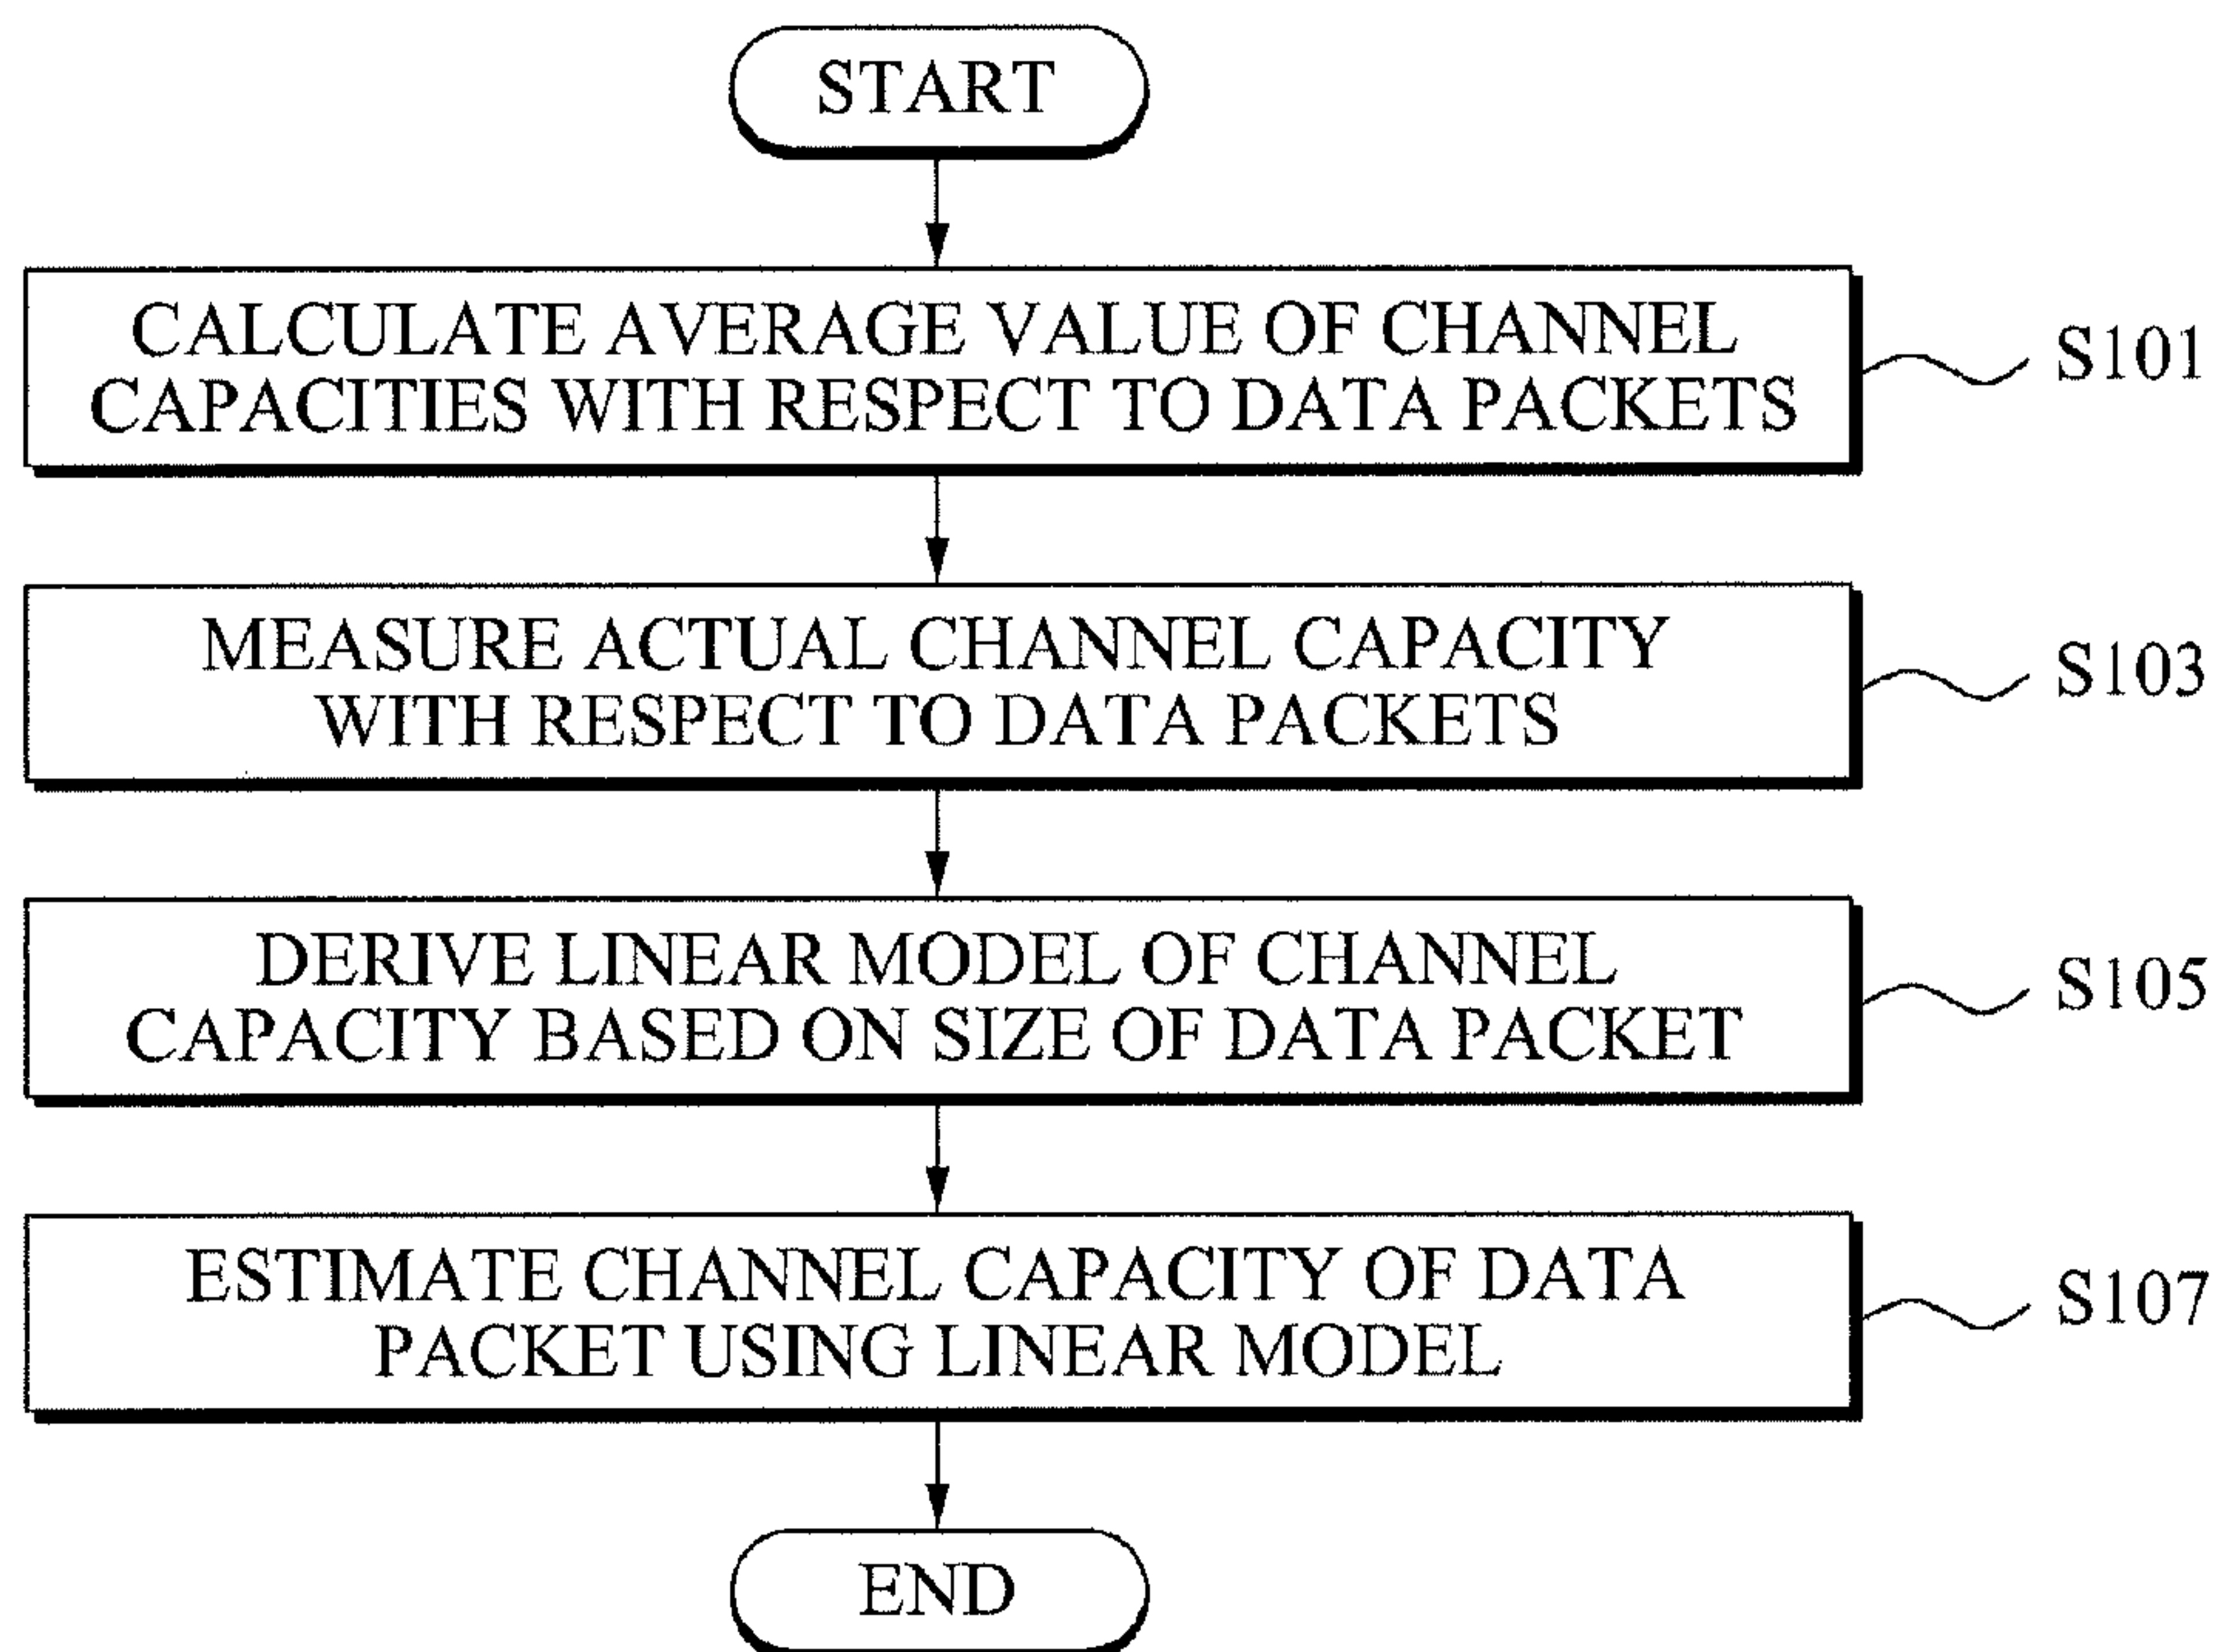 START
CALCULATE AVERAGE VALUE OF CHANNEL
CAPACITIES WITH RESPECT TO DATA PACKETS
S101
MEASURE ACTUAL CHANNEL CAPACITY
WITH RESPECT TO DATA PACKETS
S103
DERIVE LINEAR MODEL OF CHANNEL
CAPACITY BASED ON SIZE OF DATA PACKET
S105
ESTIMATE CHANNEL CAPACITY OF DATA
PACKET USING LINEAR MODEL
S107
END